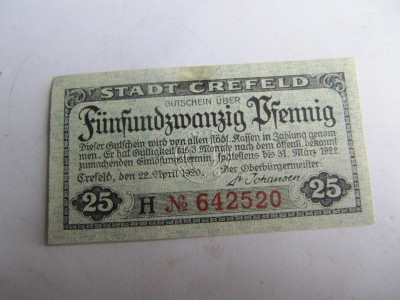 STADT CREFELD
GUTSCHEIN ÜBER
Fünfundzwanzig Pfennig
Dieser Gutschein wird von allen städt. Kassen in Zahlung genom
men. Er hat Gültigkeit bis 3 Monate nach dem öffentl. bekannt
zumachenden Einlösungstermin, spätestens bis 31. März 1922.
Crefeld, den 22. April 1920. Der Oberbürgermeister:
Dr Johansen
25 H № 642520 25